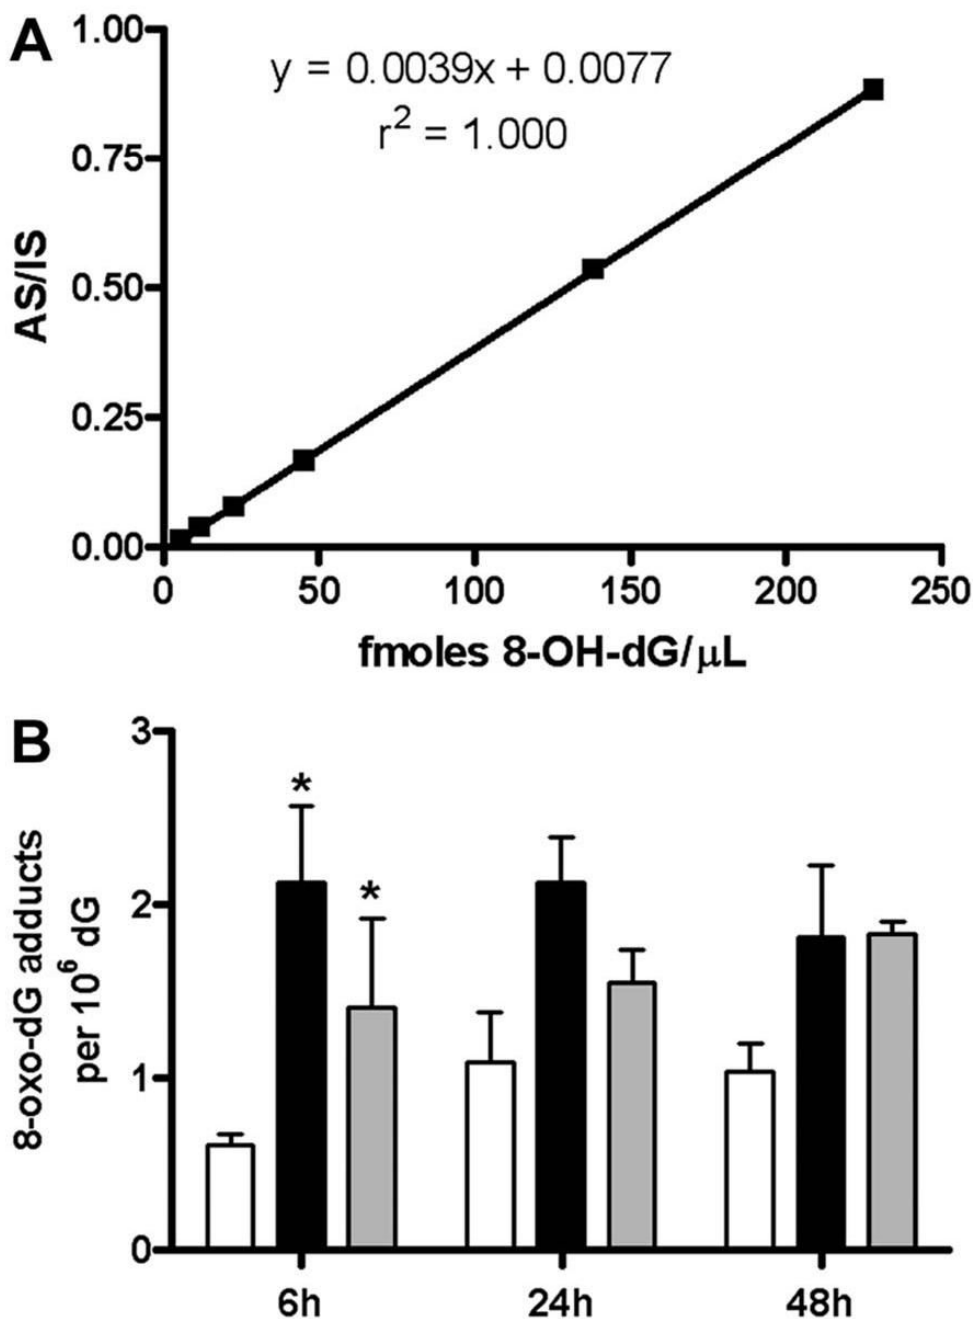 A
1.00
y = 0.0039x + 0.0077
r² = 1.000
0.75
AS/IS
0.50
0.25
0.00
0 50 100 150 200 250
fmoles 8-OH-dG/μL
B
3
*
*
2
8-oxo-dG adducts
per 10⁶ dG
1
0
6h 24h 48h